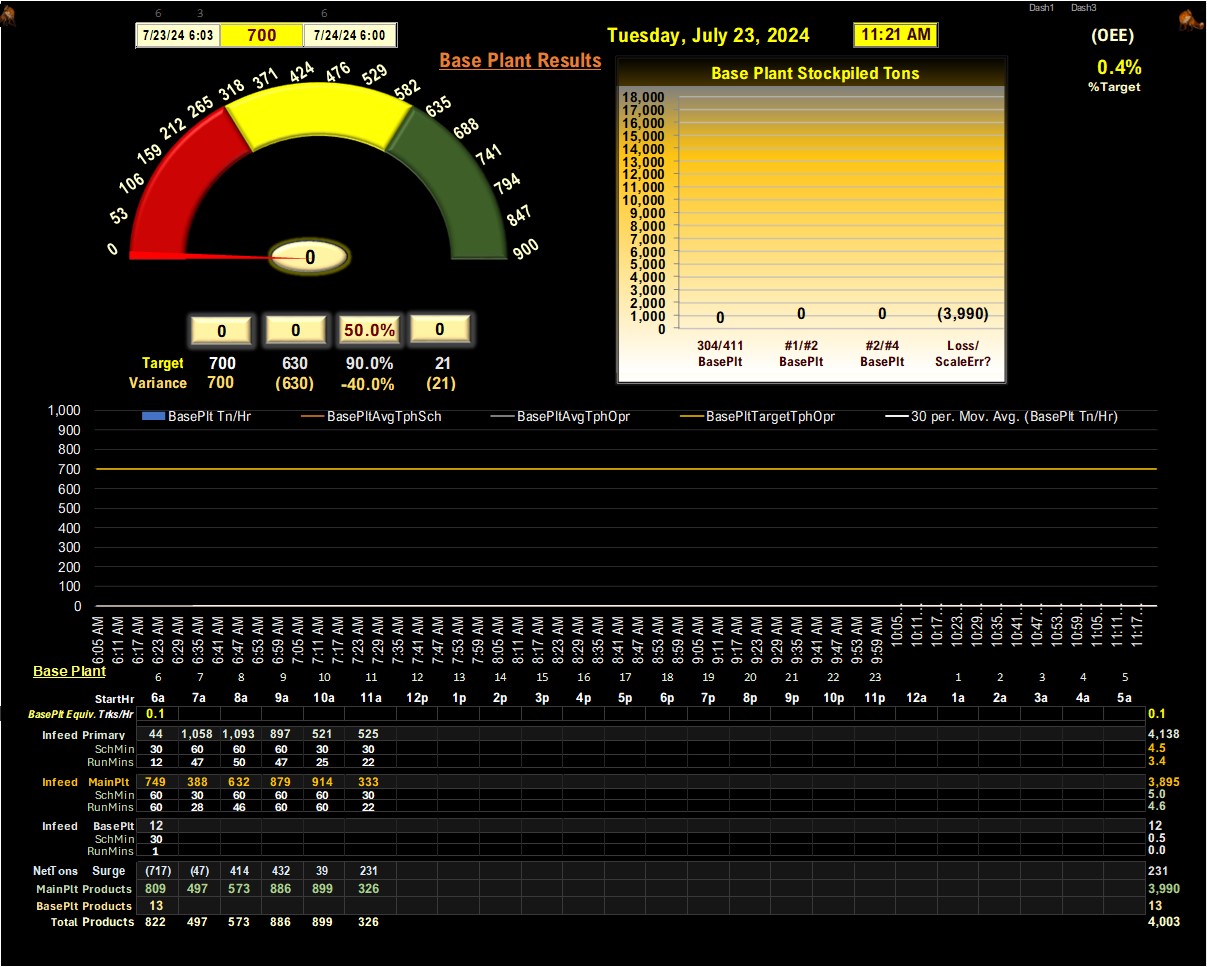 Dash1 Dash3
6 3 6
7/23/24 6:03 700 7/24/24 6:00
Tuesday, July 23, 2024 11:21 AM (OEE)
Base Plant Results
0.4%
%Target
0 53 106 159 212 265 318 371 424 476 529 582 635 688 741 794 847 900
0
Base Plant Stockpiled Tons
18,000
17,000
16,000
15,000
14,000
13,000
12,000
11,000
10,000
9,000
8,000
7,000
6,000
5,000
4,000
3,000
2,000
1,000
0
0 0 0 (3,990)
304/411 #1/#2 #2/#4 Loss/
BasePlt BasePlt BasePlt ScaleErr?
0 0 50.0% 0
Target 700 630 90.0% 21
Variance 700 (630) -40.0% (21)
BasePlt Tn/Hr BasePltAvgTphSch BasePltAvgTphOpr BasePltTargetTphOpr 30 per. Mov. Avg. (BasePlt Tn/Hr)
1,000
900
800
700
600
500
400
300
200
100
0
6:05 AM 6:11 AM 6:17 AM 6:23 AM 6:29 AM 6:35 AM 6:41 AM 6:47 AM 6:53 AM 6:59 AM 7:05 AM 7:11 AM 7:17 AM 7:23 AM 7:29 AM 7:35 AM 7:41 AM 7:47 AM 7:53 AM 7:59 AM 8:05 AM 8:11 AM 8:17 AM 8:23 AM 8:29 AM 8:35 AM 8:41 AM 8:47 AM 8:53 AM 8:59 AM 9:05 AM 9:11 AM 9:17 AM 9:23 AM 9:29 AM 9:35 AM 9:41 AM 9:47 AM 9:53 AM 9:59 AM 10:05… 10:11… 10:17… 10:23… 10:29… 10:35… 10:41… 10:47… 10:53… 10:59… 11:05… 11:11… 11:17…
Base Plant
6 7 8 9 10 11 12 13 14 15 16 17 18 19 20 21 22 23 1 2 3 4 5
StartHr 6a 7a 8a 9a 10a 11a 12p 1p 2p 3p 4p 5p 6p 7p 8p 9p 10p 11p 12a 1a 2a 3a 4a 5a
BasePlt Equiv. Trks/Hr 0.1 0.1
Infeed Primary 44 1,058 1,093 897 521 525 4,138
SchMin 30 60 60 60 30 30 4.5
RunMins 12 47 50 47 25 22 3.4
Infeed MainPlt 749 388 632 879 914 333 3,895
SchMin 60 30 60 60 60 30 5.0
RunMins 60 28 46 60 60 22 4.6
Infeed BasePlt 12 12
SchMin 30 0.5
RunMins 1 0.0
NetTons Surge (717) (47) 414 432 39 231 231
MainPlt Products 809 497 573 886 899 326 3,990
BasePlt Products 13 13
Total Products 822 497 573 886 899 326 4,003